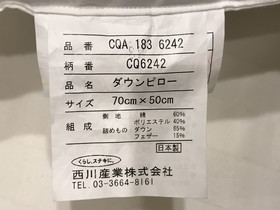 品番 CQA 183 6242
柄番 CQ6242
品名 ダウンピロー
サイズ 70cm×50cm
組成 側地 綿 60%
ポリエステル 40%
詰めもの ダウン 85%
フェザー 15%
日本製
くらし、ステキに。
西川産業株式会社
TEL 03-3664-8161